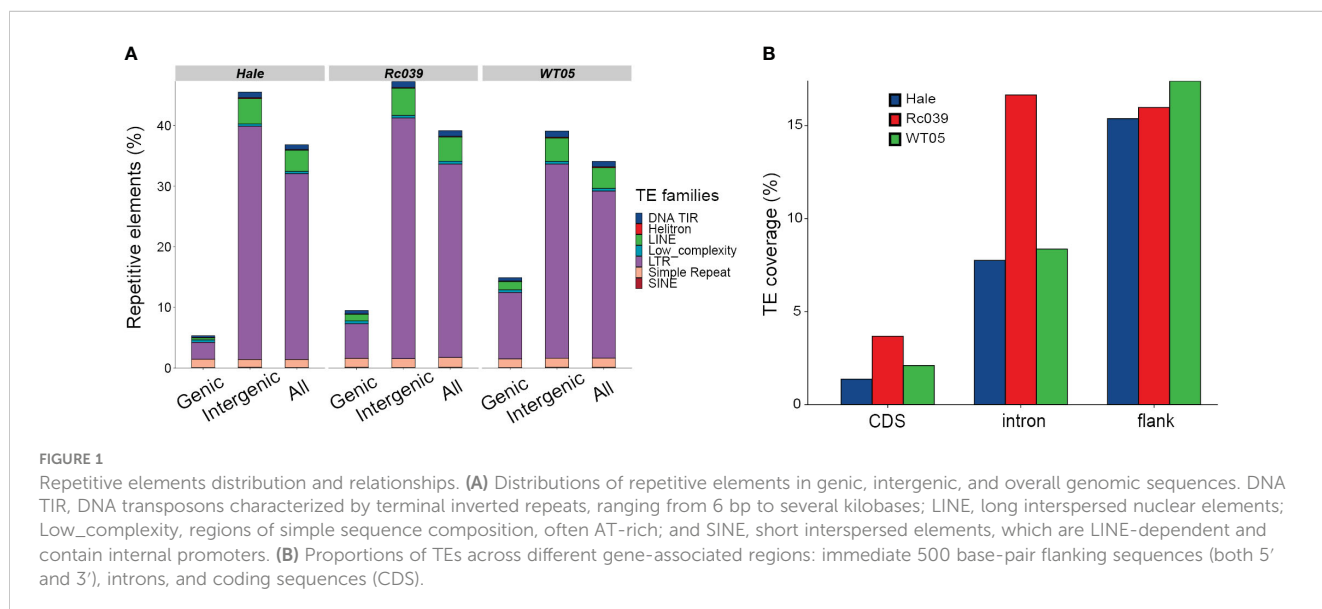 A
Hale
Rc039
WT05
Repetitive elements (%)
40
30
20
10
0
Genic
Intergenic
All
Genic
Intergenic
All
Genic
Intergenic
All
TE families
DNA TIR
Helitron
LINE
Low_complexity
LTR
Simple Repeat
SINE
B
Hale
Rc039
WT05
TE coverage (%)
15
10
5
0
CDS
intron
flank
FIGURE 1
Repetitive elements distribution and relationships. (A) Distributions of repetitive elements in genic, intergenic, and overall genomic sequences. DNA
TIR, DNA transposons characterized by terminal inverted repeats, ranging from 6 bp to several kilobases; LINE, long interspersed nuclear elements;
Low_complexity, regions of simple sequence composition, often AT-rich; and SINE, short interspersed elements, which are LINE-dependent and
contain internal promoters. (B) Proportions of TEs across different gene-associated regions: immediate 500 base-pair flanking sequences (both 5′
and 3′), introns, and coding sequences (CDS).